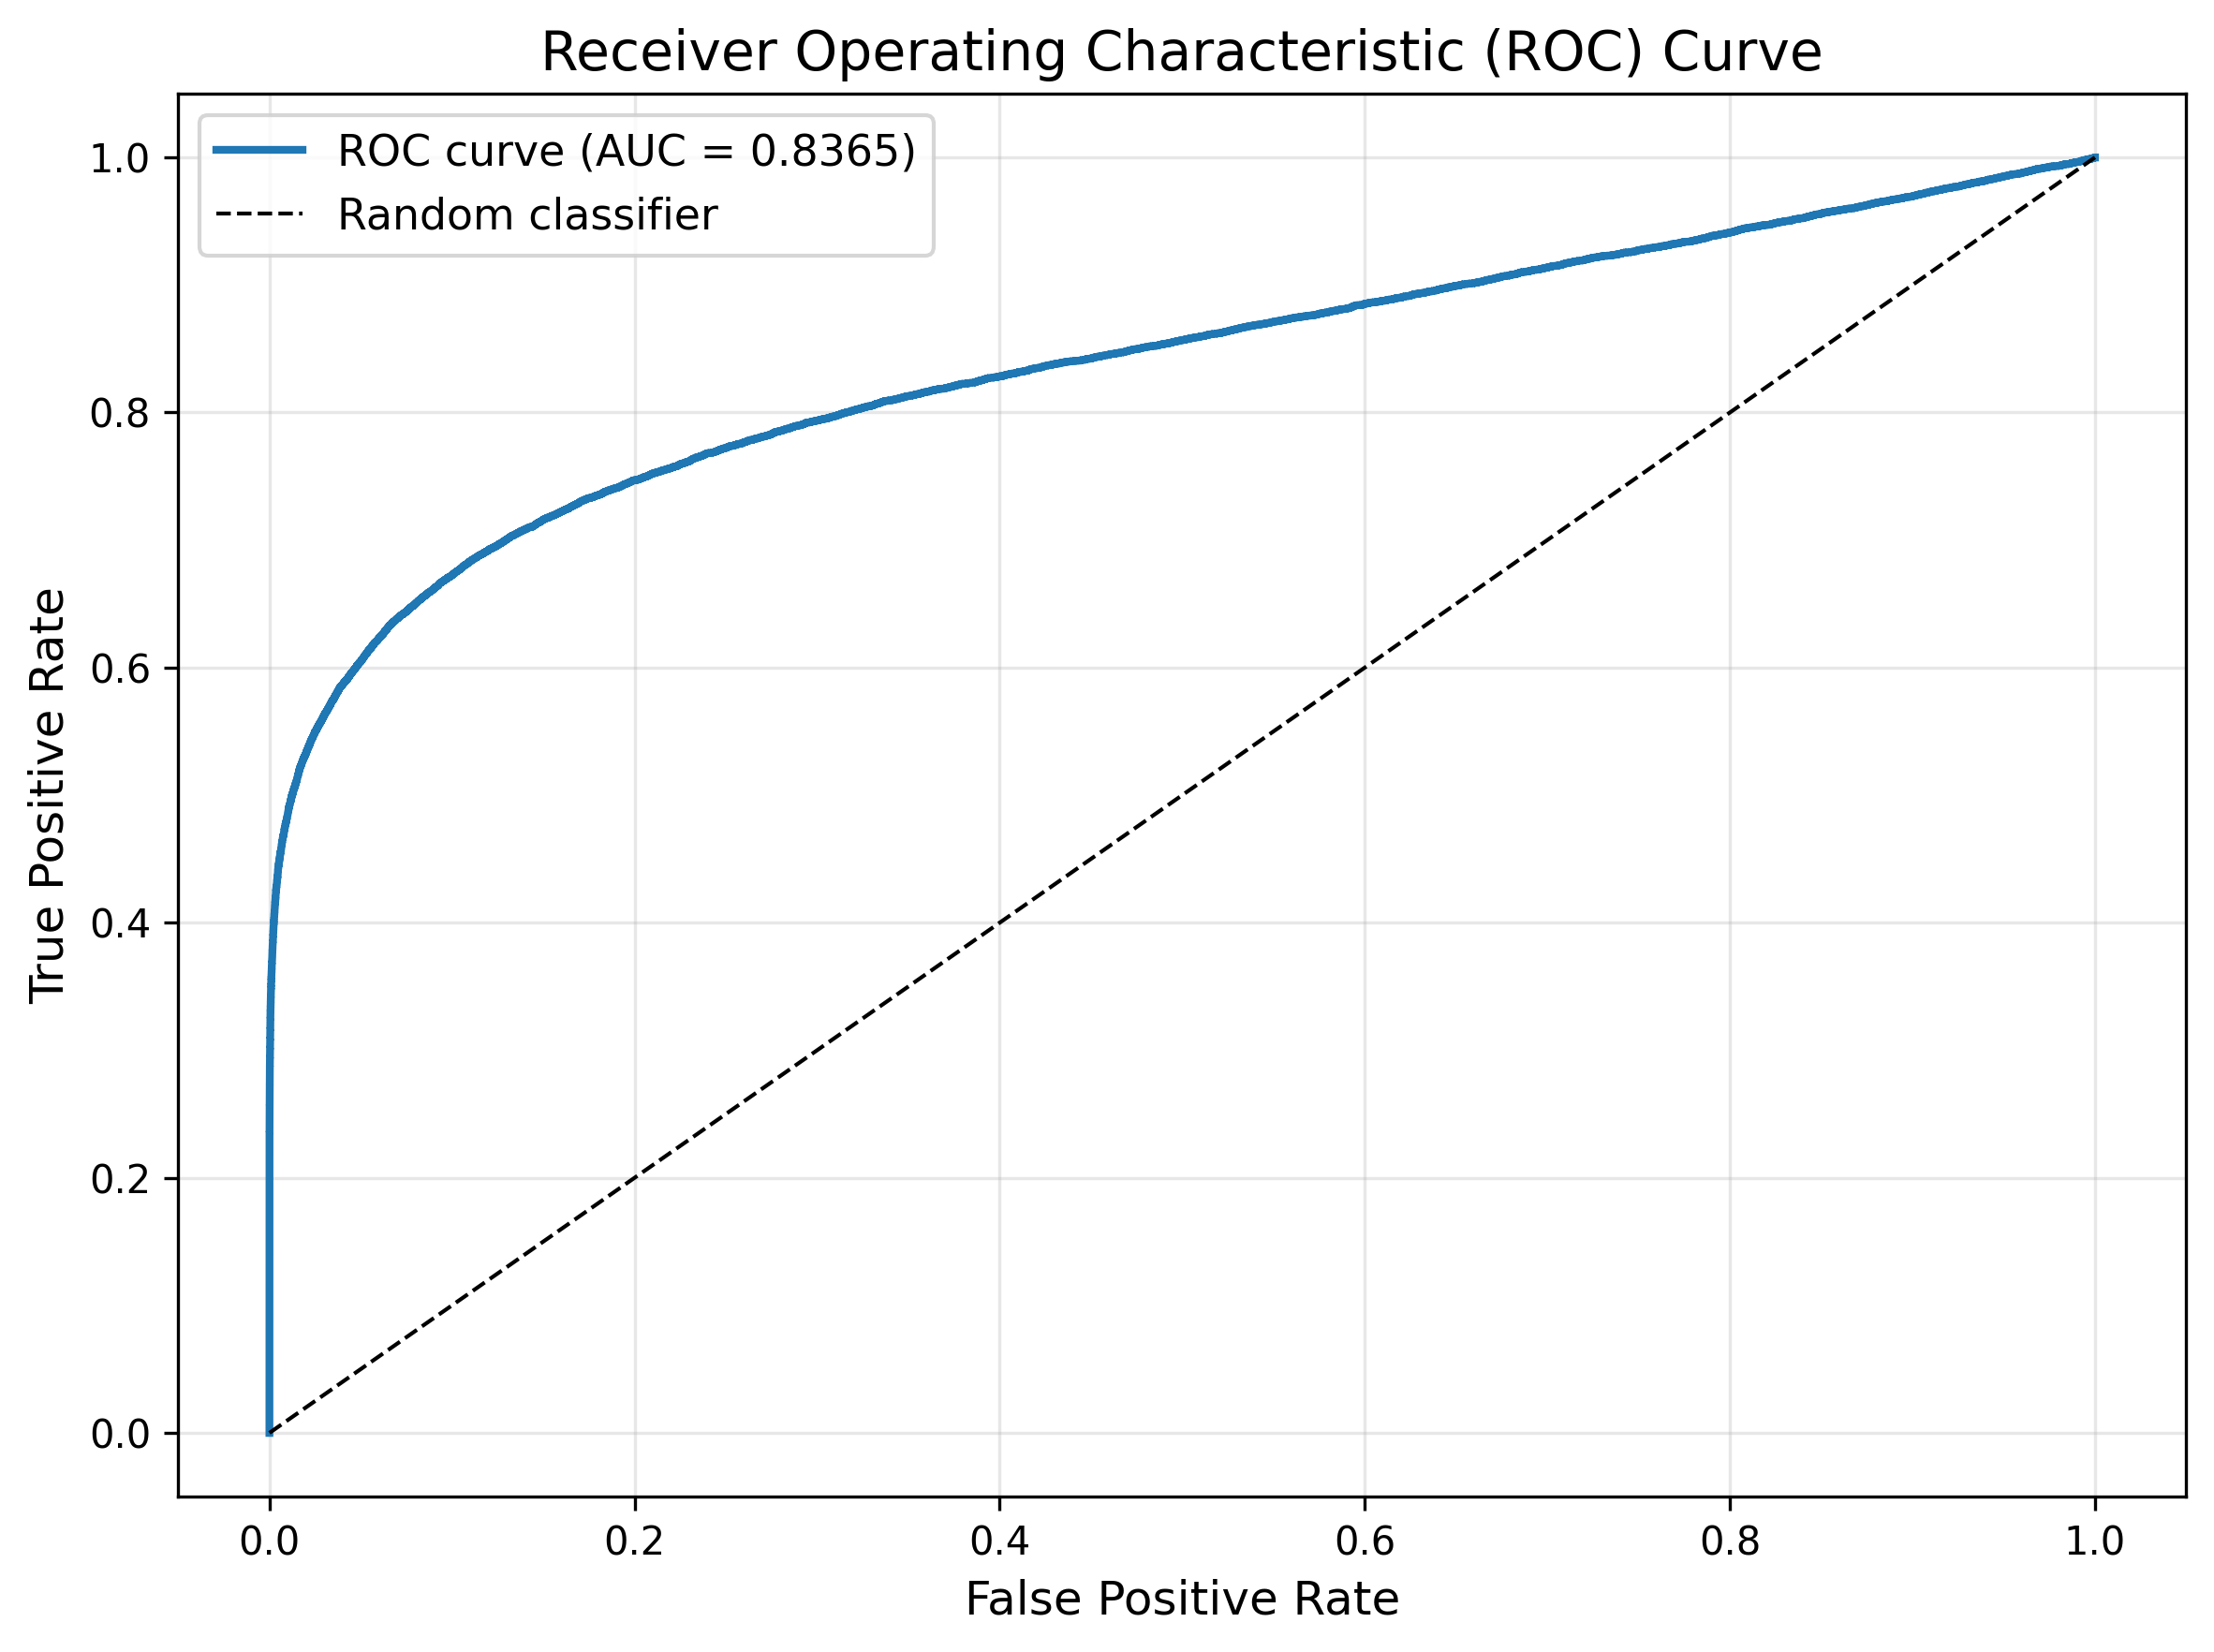 Receiver Operating Characteristic (ROC) Curve
ROC curve (AUC = 0.8365)
Random classifier
True Positive Rate
1.0
0.8
0.6
0.4
0.2
0.0
0.0 0.2 0.4 0.6 0.8 1.0
False Positive Rate